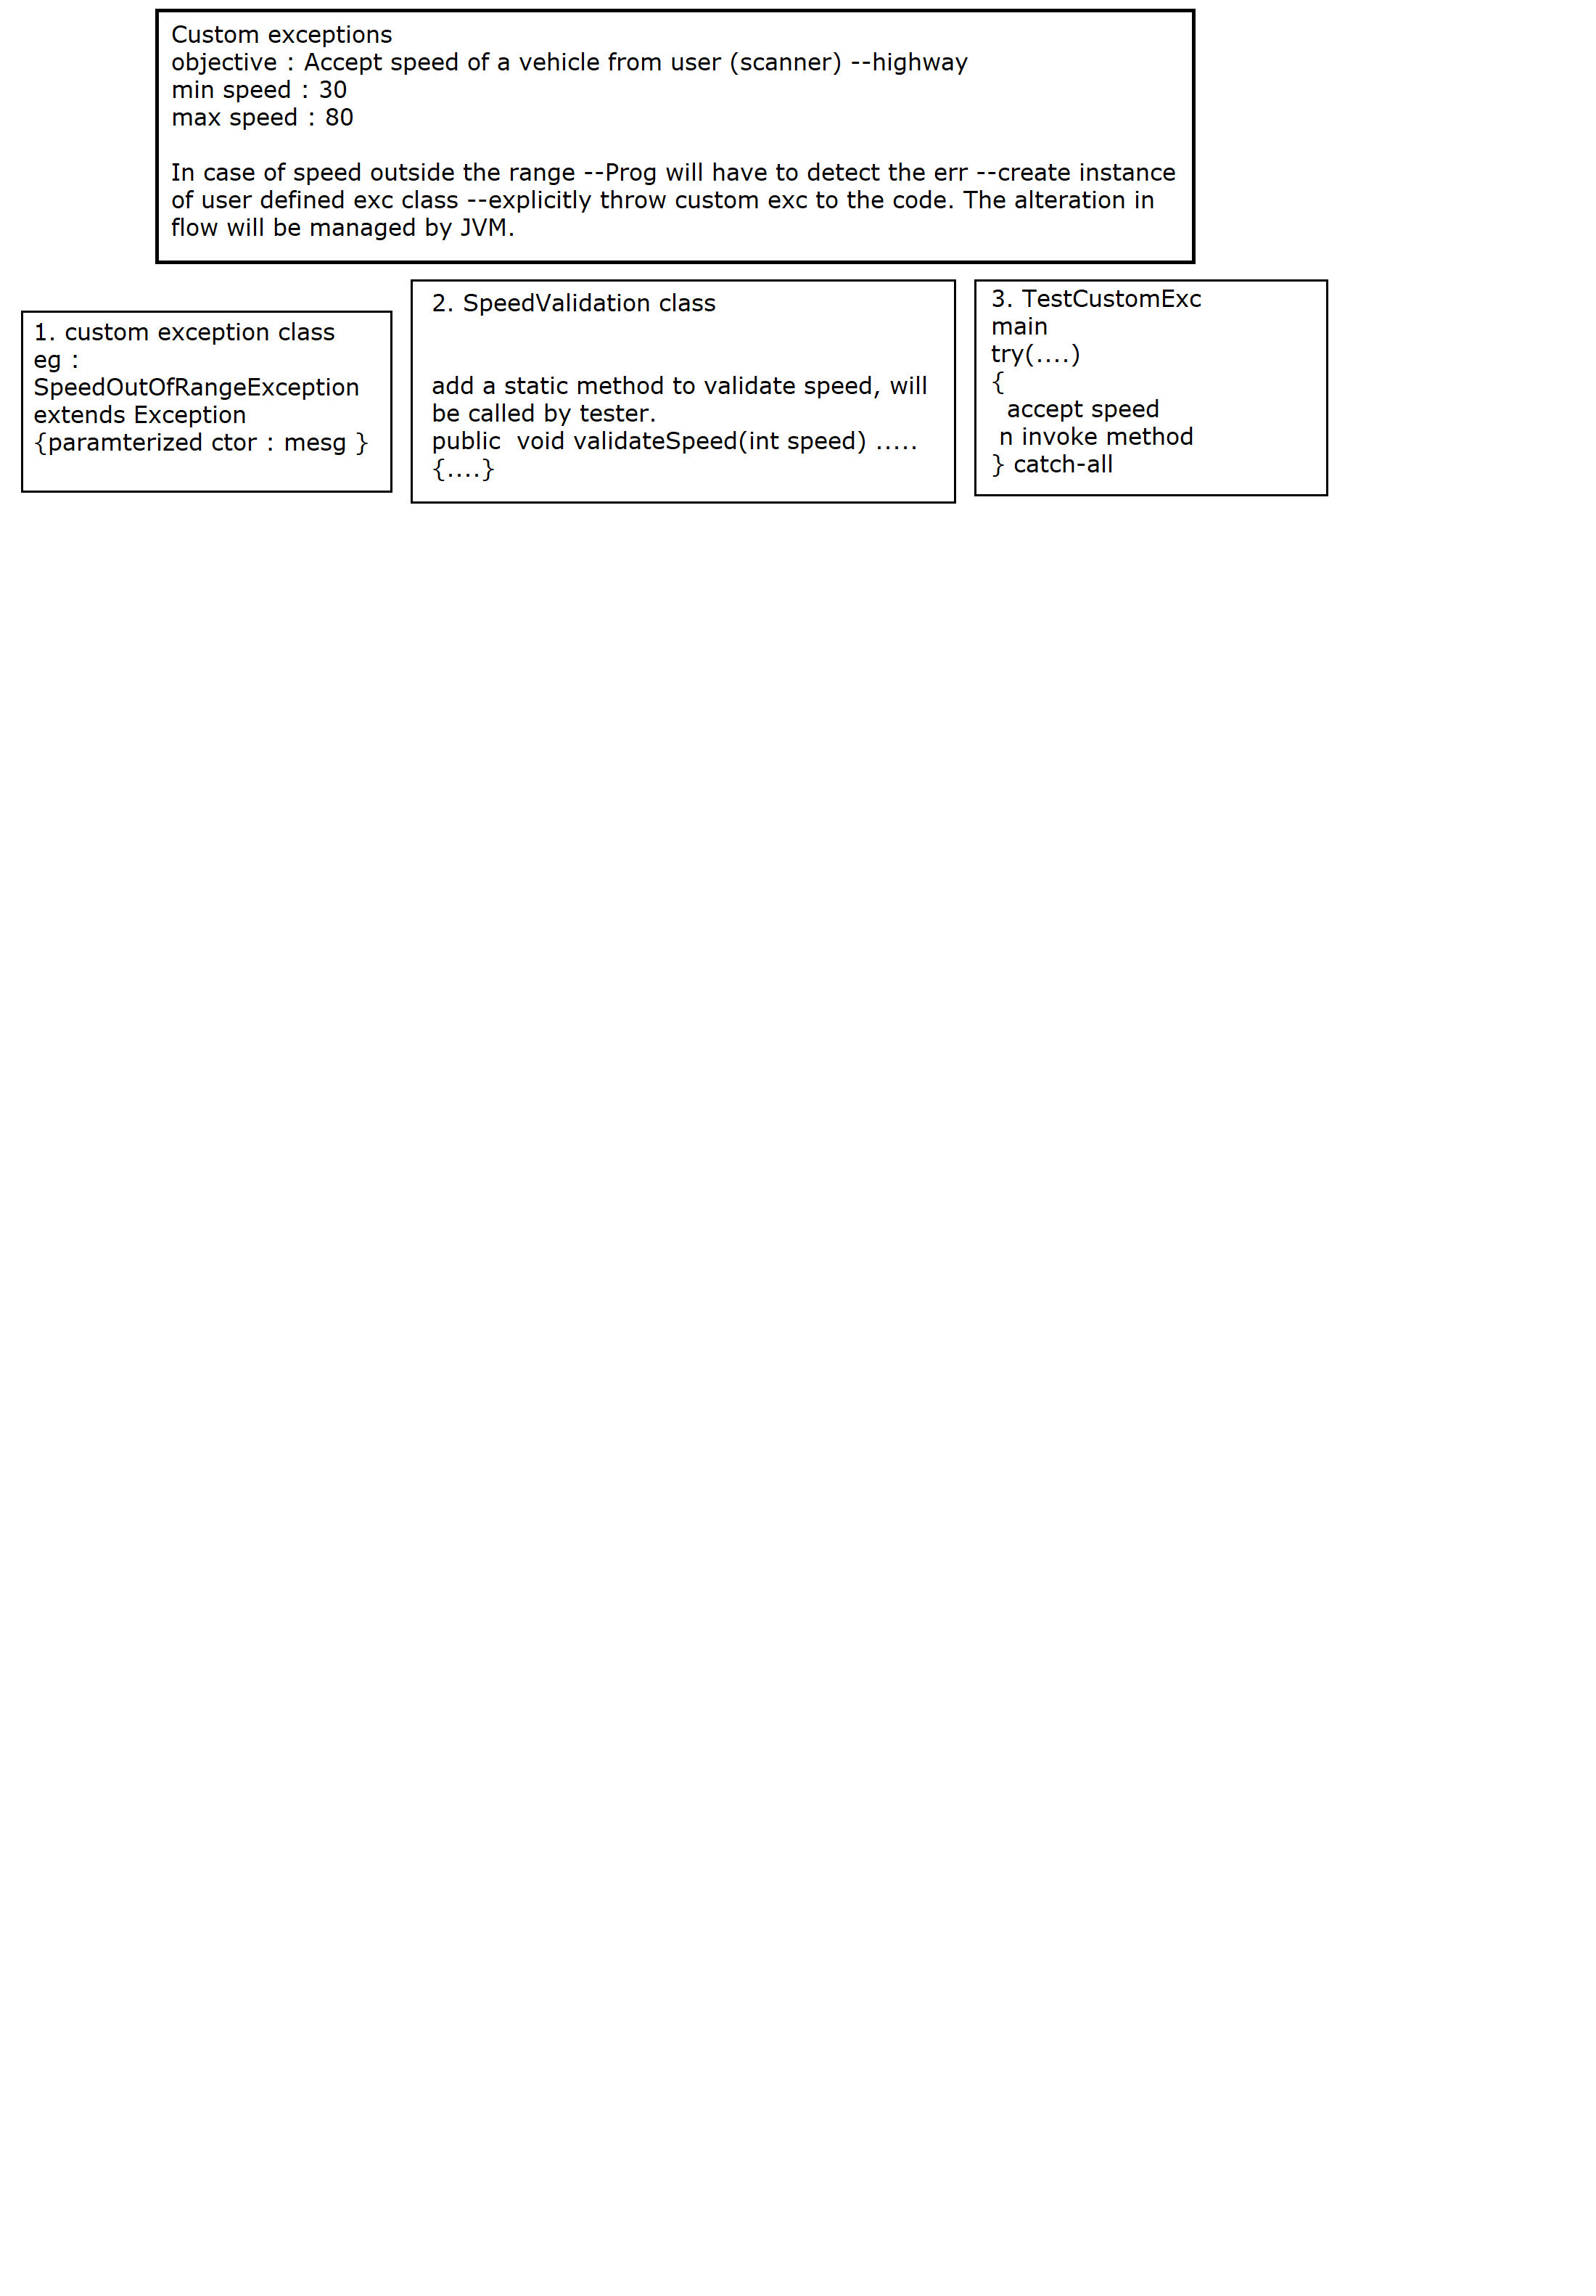 Custom exceptions
objective : Accept speed of a vehicle from user (scanner) --highway
min speed : 30
max speed : 80
In case of speed outside the range --Prog will have to detect the err --create instance
of user defined exc class --explicitly throw custom exc to the code. The alteration in
flow will be managed by JVM.
1. custom exception class
eg :
SpeedOutOfRangeException
extends Exception
{paramterized ctor : mesg }
2. SpeedValidation class
add a static method to validate speed, will
be called by tester.
public  void validateSpeed(int speed) .....
{....}
3. TestCustomExc
main
try(....)
{
accept speed
n invoke method
} catch-all